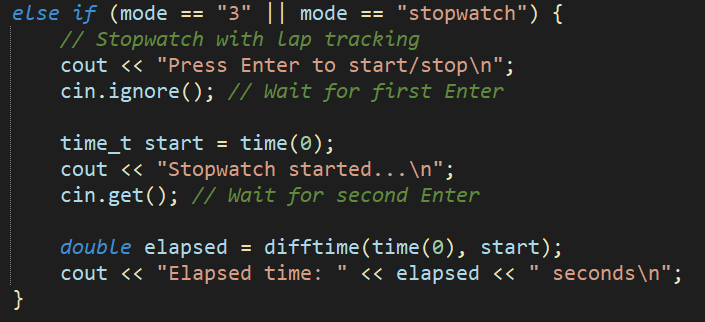 else if (mode == "3" || mode == "stopwatch") {
// Stopwatch with lap tracking
cout << "Press Enter to start/stop\n";
cin.ignore(); // Wait for first Enter
time_t start = time(0);
cout << "Stopwatch started...\n";
cin.get(); // Wait for second Enter
double elapsed = difftime(time(0), start);
cout << "Elapsed time: " << elapsed << " seconds\n";
}